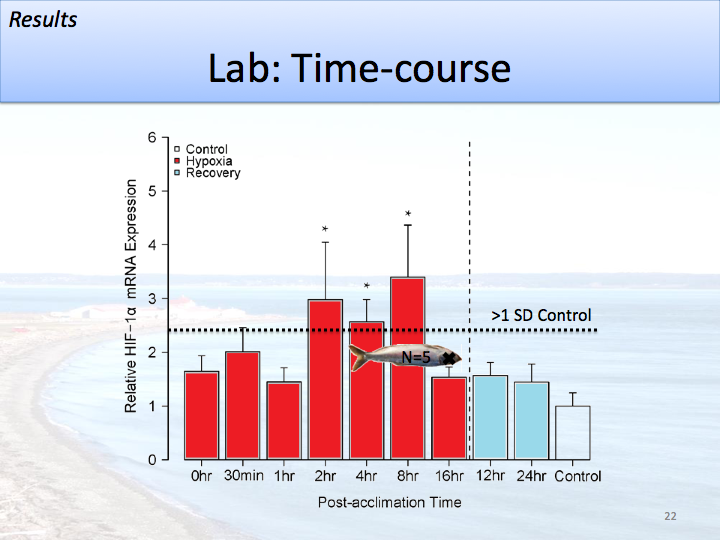 Results
Lab: Time-course
6
5
4
3
2
1
0
Relative HIF−1α mRNA Expression
Control
Hypoxia
Recovery
*
*
*
>1 SD Control
N=5
0hr 30min 1hr 2hr 4hr 8hr 16hr 12hr 24hr Control
Post-acclimation Time
22